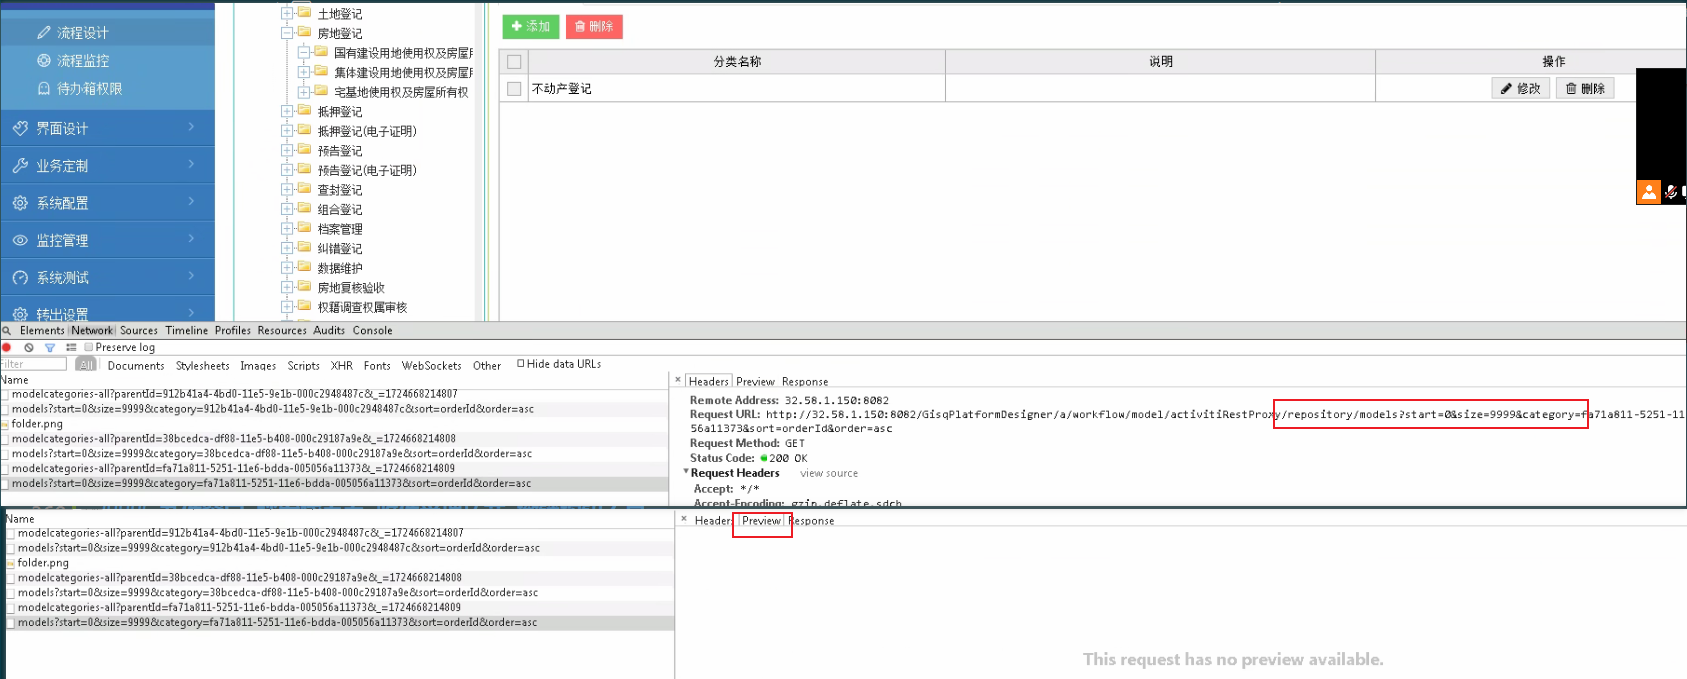 流程设计
流程监控
待办箱权限
界面设计
业务定制
系统配置
监控管理
系统测试
转出设置
土地登记
房地登记
国有建设用地使用权及房屋
集体建设用地使用权及房屋
宅基地使用权及房屋所有权
抵押登记
抵押登记(电子证明)
预告登记
预告登记(电子证明)
查封登记
组合登记
档案管理
纠错登记
数据维护
房地复核验收
权籍调查权属审核
添加 删除
分类名称 说明 操作
不动产登记 修改 删除
Elements Network Sources Timeline Profiles Resources Audits Console
Preserve log
Filter All Documents Stylesheets Images Scripts XHR Fonts WebSockets Other Hide data URLs
Name
modelcategories-all?parentId=912b41a4-4bd0-11e5-9e1b-000c2948487c&_=1724668214807
models?start=0&size=9999&category=912b41a4-4bd0-11e5-9e1b-000c2948487c&sort=orderId&order=asc
folder.png
modelcategories-all?parentId=38bcedca-df88-11e5-b408-000c29187a9e&_=1724668214808
models?start=0&size=9999&category=38bcedca-df88-11e5-b408-000c29187a9e&sort=orderId&order=asc
modelcategories-all?parentId=fa71a811-5251-11e6-bdda-005056a11373&_=1724668214809
models?start=0&size=9999&category=fa71a811-5251-11e6-bdda-005056a11373&sort=orderId&order=asc
× Headers Preview Response
Remote Address: 32.58.1.150:8082
Request URL: http://32.58.1.150:8082/GisqPlatformDesigner/a/workflow/model/activitiRestProxy/repository/models?start=0&size=9999&category=fa71a811-5251-11
56a11373&sort=orderId&order=asc
Request Method: GET
Status Code: 200 OK
Request Headers view source
Accept: */*
Accept-Encoding: gzip,deflate,sdch
Name
modelcategories-all?parentId=912b41a4-4bd0-11e5-9e1b-000c2948487c&_=1724668214807
models?start=0&size=9999&category=912b41a4-4bd0-11e5-9e1b-000c2948487c&sort=orderId&order=asc
folder.png
modelcategories-all?parentId=38bcedca-df88-11e5-b408-000c29187a9e&_=1724668214808
models?start=0&size=9999&category=38bcedca-df88-11e5-b408-000c29187a9e&sort=orderId&order=asc
modelcategories-all?parentId=fa71a811-5251-11e6-bdda-005056a11373&_=1724668214809
models?start=0&size=9999&category=fa71a811-5251-11e6-bdda-005056a11373&sort=orderId&order=asc
× Headers Preview Response
This request has no preview available.